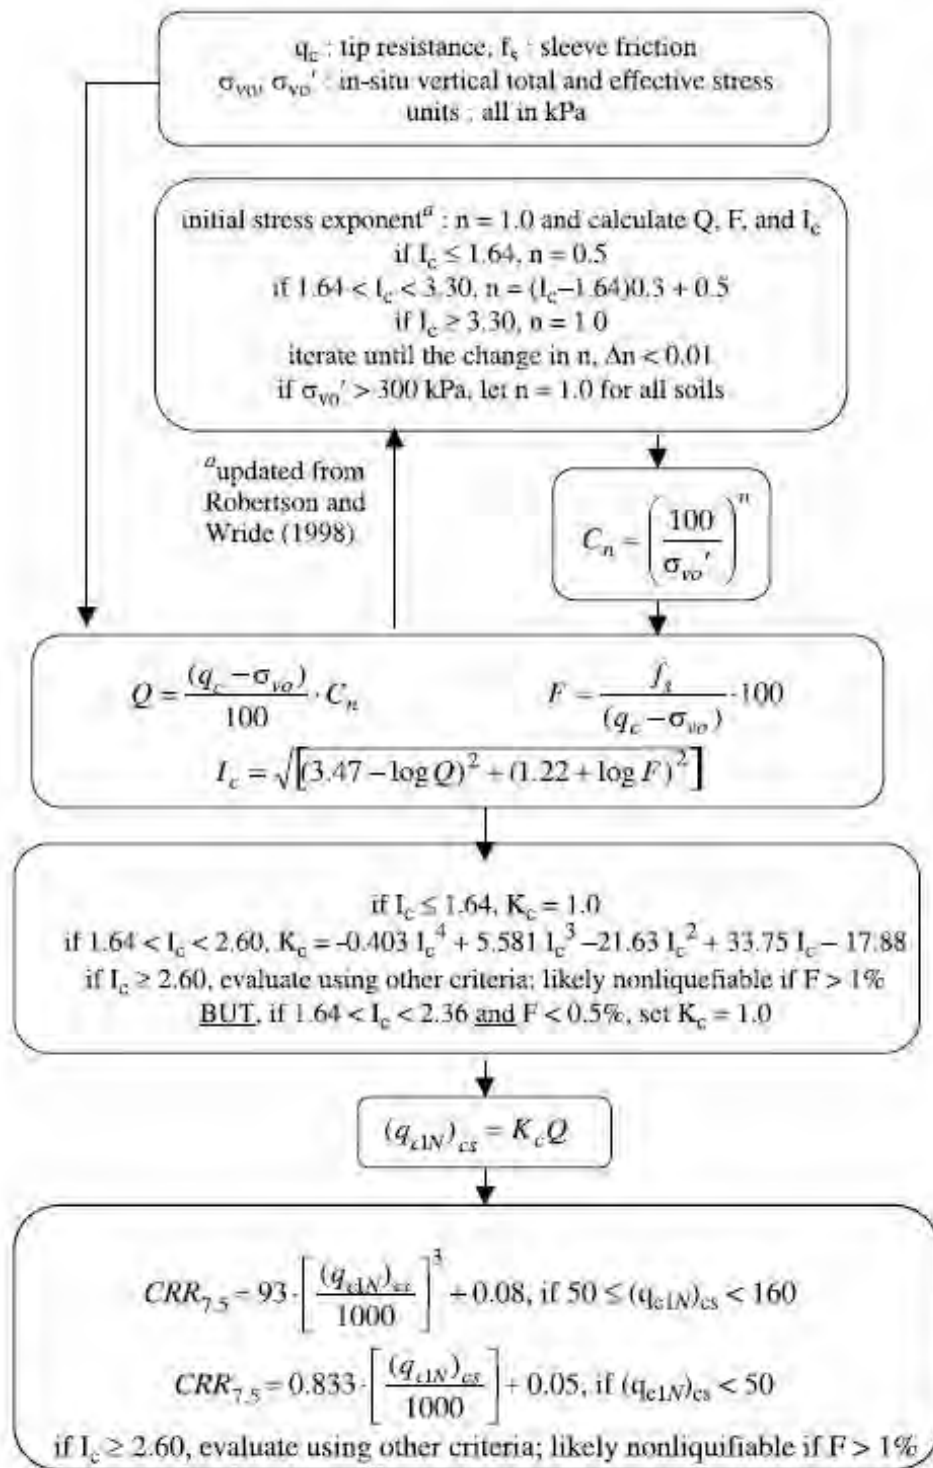 q_c : tip resistance, f_s : sleeve friction
σ_vo, σ_vo′ : in-situ vertical total and effective stress
units : all in kPa
initial stress exponent^a : n = 1.0 and calculate Q, F, and I_c
if I_c ≤ 1.64, n = 0.5
if 1.64 < I_c < 3.30, n = (I_c−1.64)0.3 + 0.5
if I_c ≥ 3.30, n = 1.0
iterate until the change in n, Δn < 0.01
if σ_vo′ > 300 kPa, let n = 1.0 for all soils
^a updated from
Robertson and
Wride (1998)
C_n = (100 / σ_vo′)^n
Q = (q_c − σ_vo) / 100 · C_n
F = f_s / (q_c − σ_vo) · 100
I_c = √[(3.47 − log Q)^2 + (1.22 + log F)^2]
if I_c ≤ 1.64, K_c = 1.0
if 1.64 < I_c < 2.60, K_c = -0.403 I_c^4 + 5.581 I_c^3 −21.63 I_c^2 + 33.75 I_c − 17.88
if I_c ≥ 2.60, evaluate using other criteria; likely nonliquefiable if F > 1%
BUT, if 1.64 < I_c < 2.36 and F < 0.5%, set K_c = 1.0
(q_c1N)_cs = K_c Q
CRR_7.5 = 93 · [(q_c1N)_cs / 1000]^3 + 0.08, if 50 ≤ (q_c1N)_cs < 160
CRR_7.5 = 0.833 · [(q_c1N)_cs / 1000] + 0.05, if (q_c1N)_cs < 50
if I_c ≥ 2.60, evaluate using other criteria; likely nonliquifiable if F > 1%